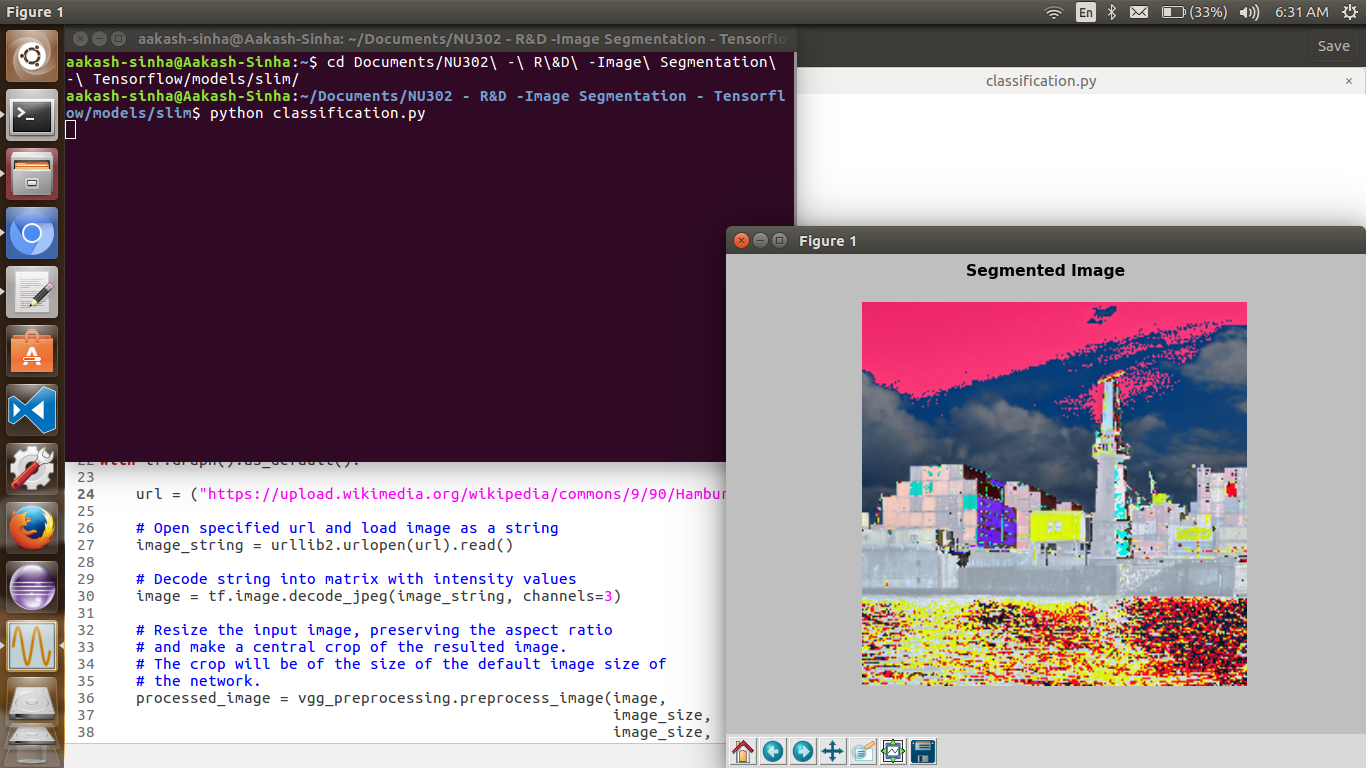 Figure 1
En
(33%)
6:31 AM
aakash-sinha@Aakash-Sinha: ~/Documents/NU302 - R&D -Image Segmentation - Tensorflo
Save
aakash-sinha@Aakash-Sinha:~$ cd Documents/NU302\ -\ R\&D\ -Image\ Segmentation\
-\ Tensorflow/models/slim/
aakash-sinha@Aakash-Sinha:~/Documents/NU302 - R&D -Image Segmentation - Tensorfl
ow/models/slim$ python classification.py
classification.py
Figure 1
Segmented Image
22 with tf.Graph().as_default():
23
24 url = ("https://upload.wikimedia.org/wikipedia/commons/9/90/Hambur
25
26 # Open specified url and load image as a string
27 image_string = urllib2.urlopen(url).read()
28
29 # Decode string into matrix with intensity values
30 image = tf.image.decode_jpeg(image_string, channels=3)
31
32 # Resize the input image, preserving the aspect ratio
33 # and make a central crop of the resulted image.
34 # The crop will be of the size of the default image size of
35 # the network.
36 processed_image = vgg_preprocessing.preprocess_image(image,
37 image_size,
38 image_size,